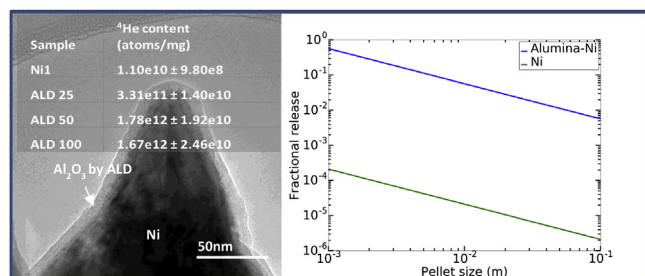 Sample ⁴He content (atoms/mg)
Ni1 1.10e10 ± 9.80e8
ALD 25 3.31e11 ± 1.40e10
ALD 50 1.78e12 ± 1.92e10
ALD 100 1.67e12 ± 2.46e10
Al₂O₃ by ALD
Ni
50nm
10⁰
10⁻¹
10⁻²
10⁻³
10⁻⁴
10⁻⁵
10⁻⁶
Fractional release
Alumina-Ni
Ni
10⁻³ 10⁻² 10⁻¹
Pellet size (m)